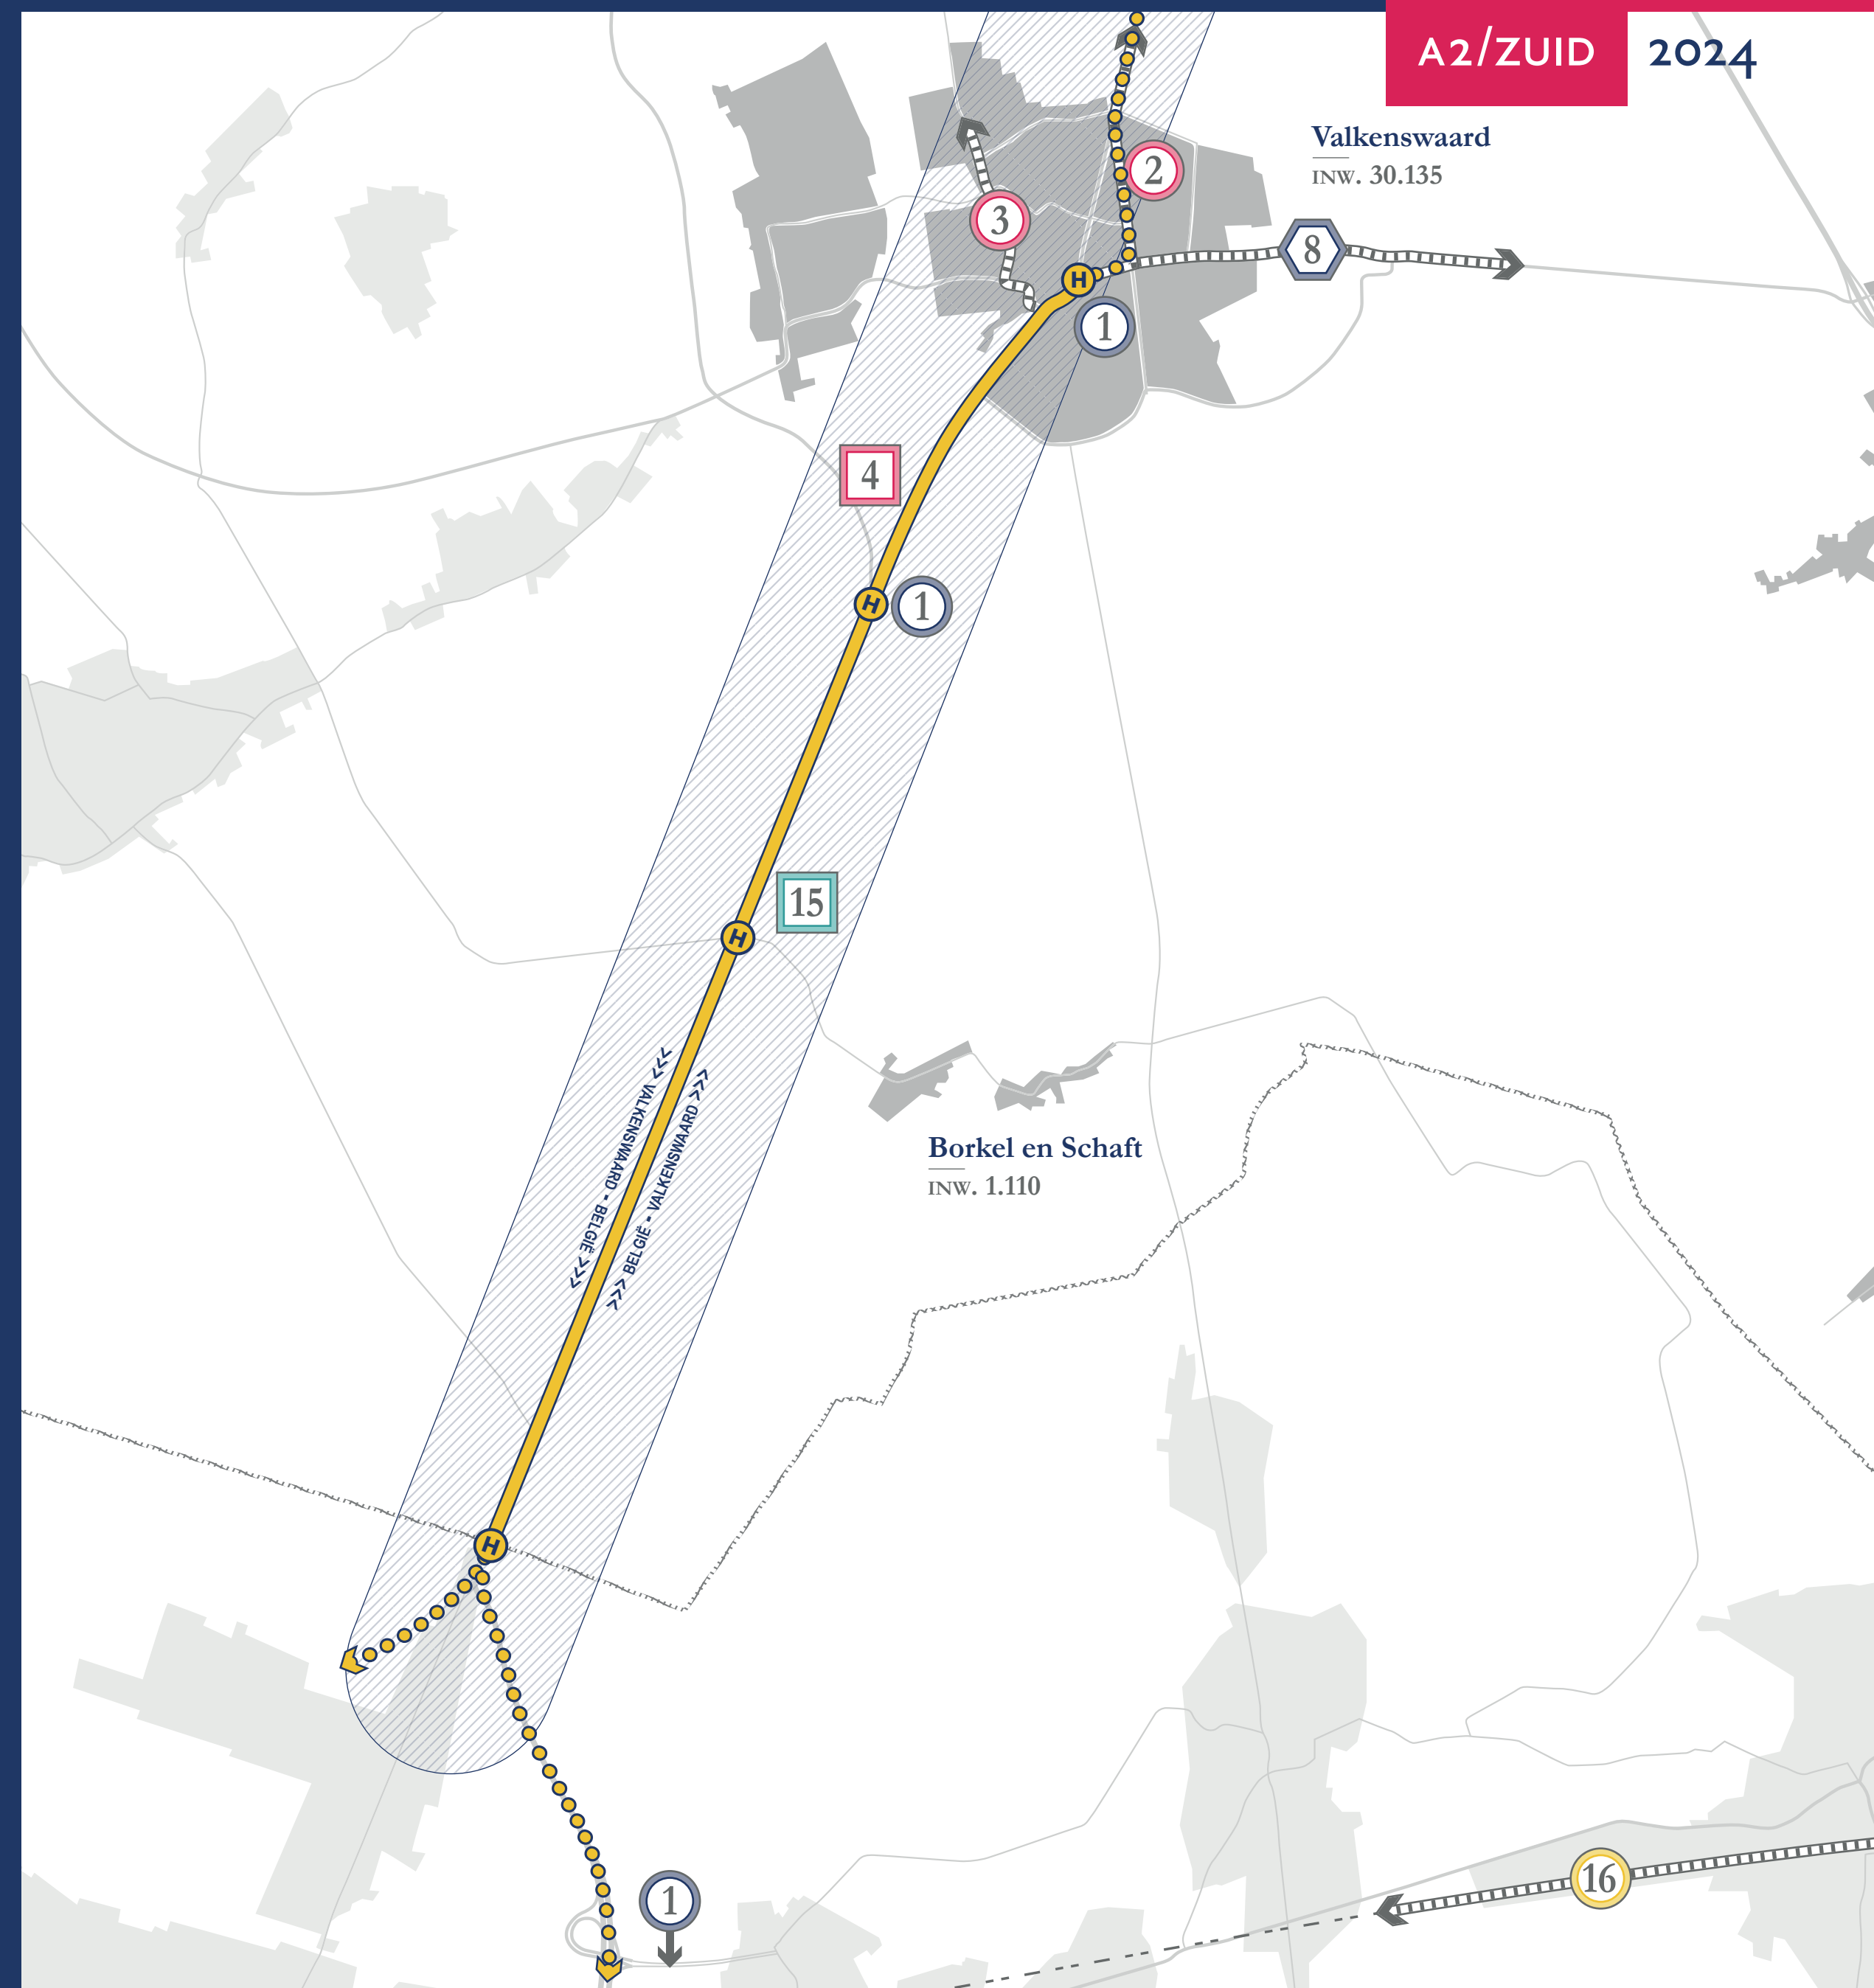 A2/ZUID 2024
Valkenswaard
INW. 30.135
2
3
8
H
1
4
H
1
15
H
<<< VALKENSWAARD - BELGIË <<<
>>> BELGIË - VALKENSWAARD >>>
Borkel en Schaft
INW. 1.110
H
16
1